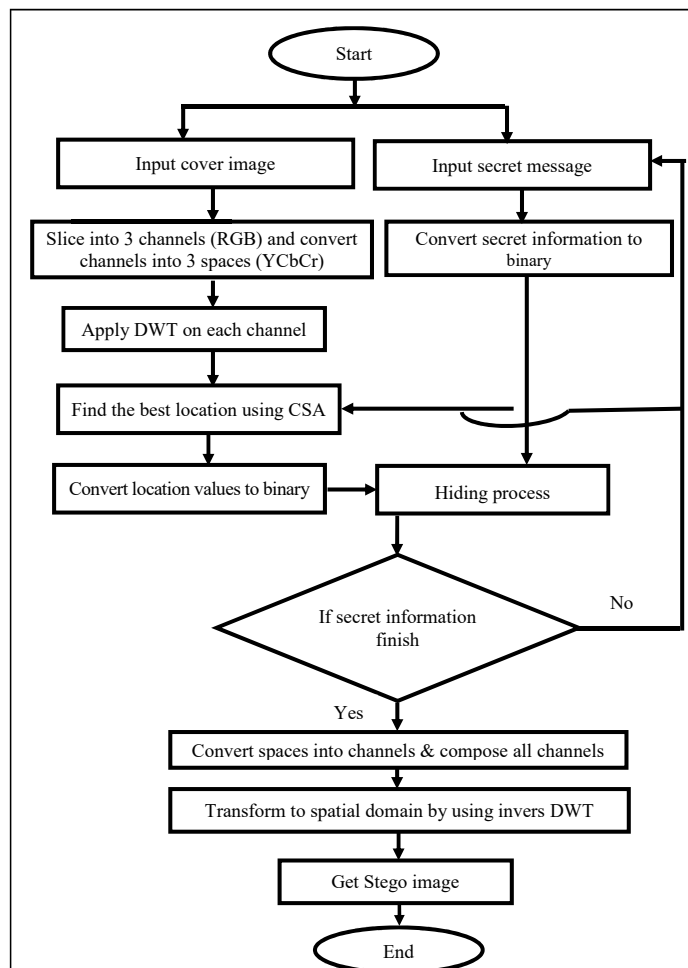 Start
Input cover image
Input secret message
Slice into 3 channels (RGB) and convert
channels into 3 spaces (YCbCr)
Convert secret information to
binary
Apply DWT on each channel
Find the best location using CSA
Convert location values to binary
Hiding process
If secret information
finish
No
Yes
Convert spaces into channels & compose all channels
Transform to spatial domain by using invers DWT
Get Stego image
End